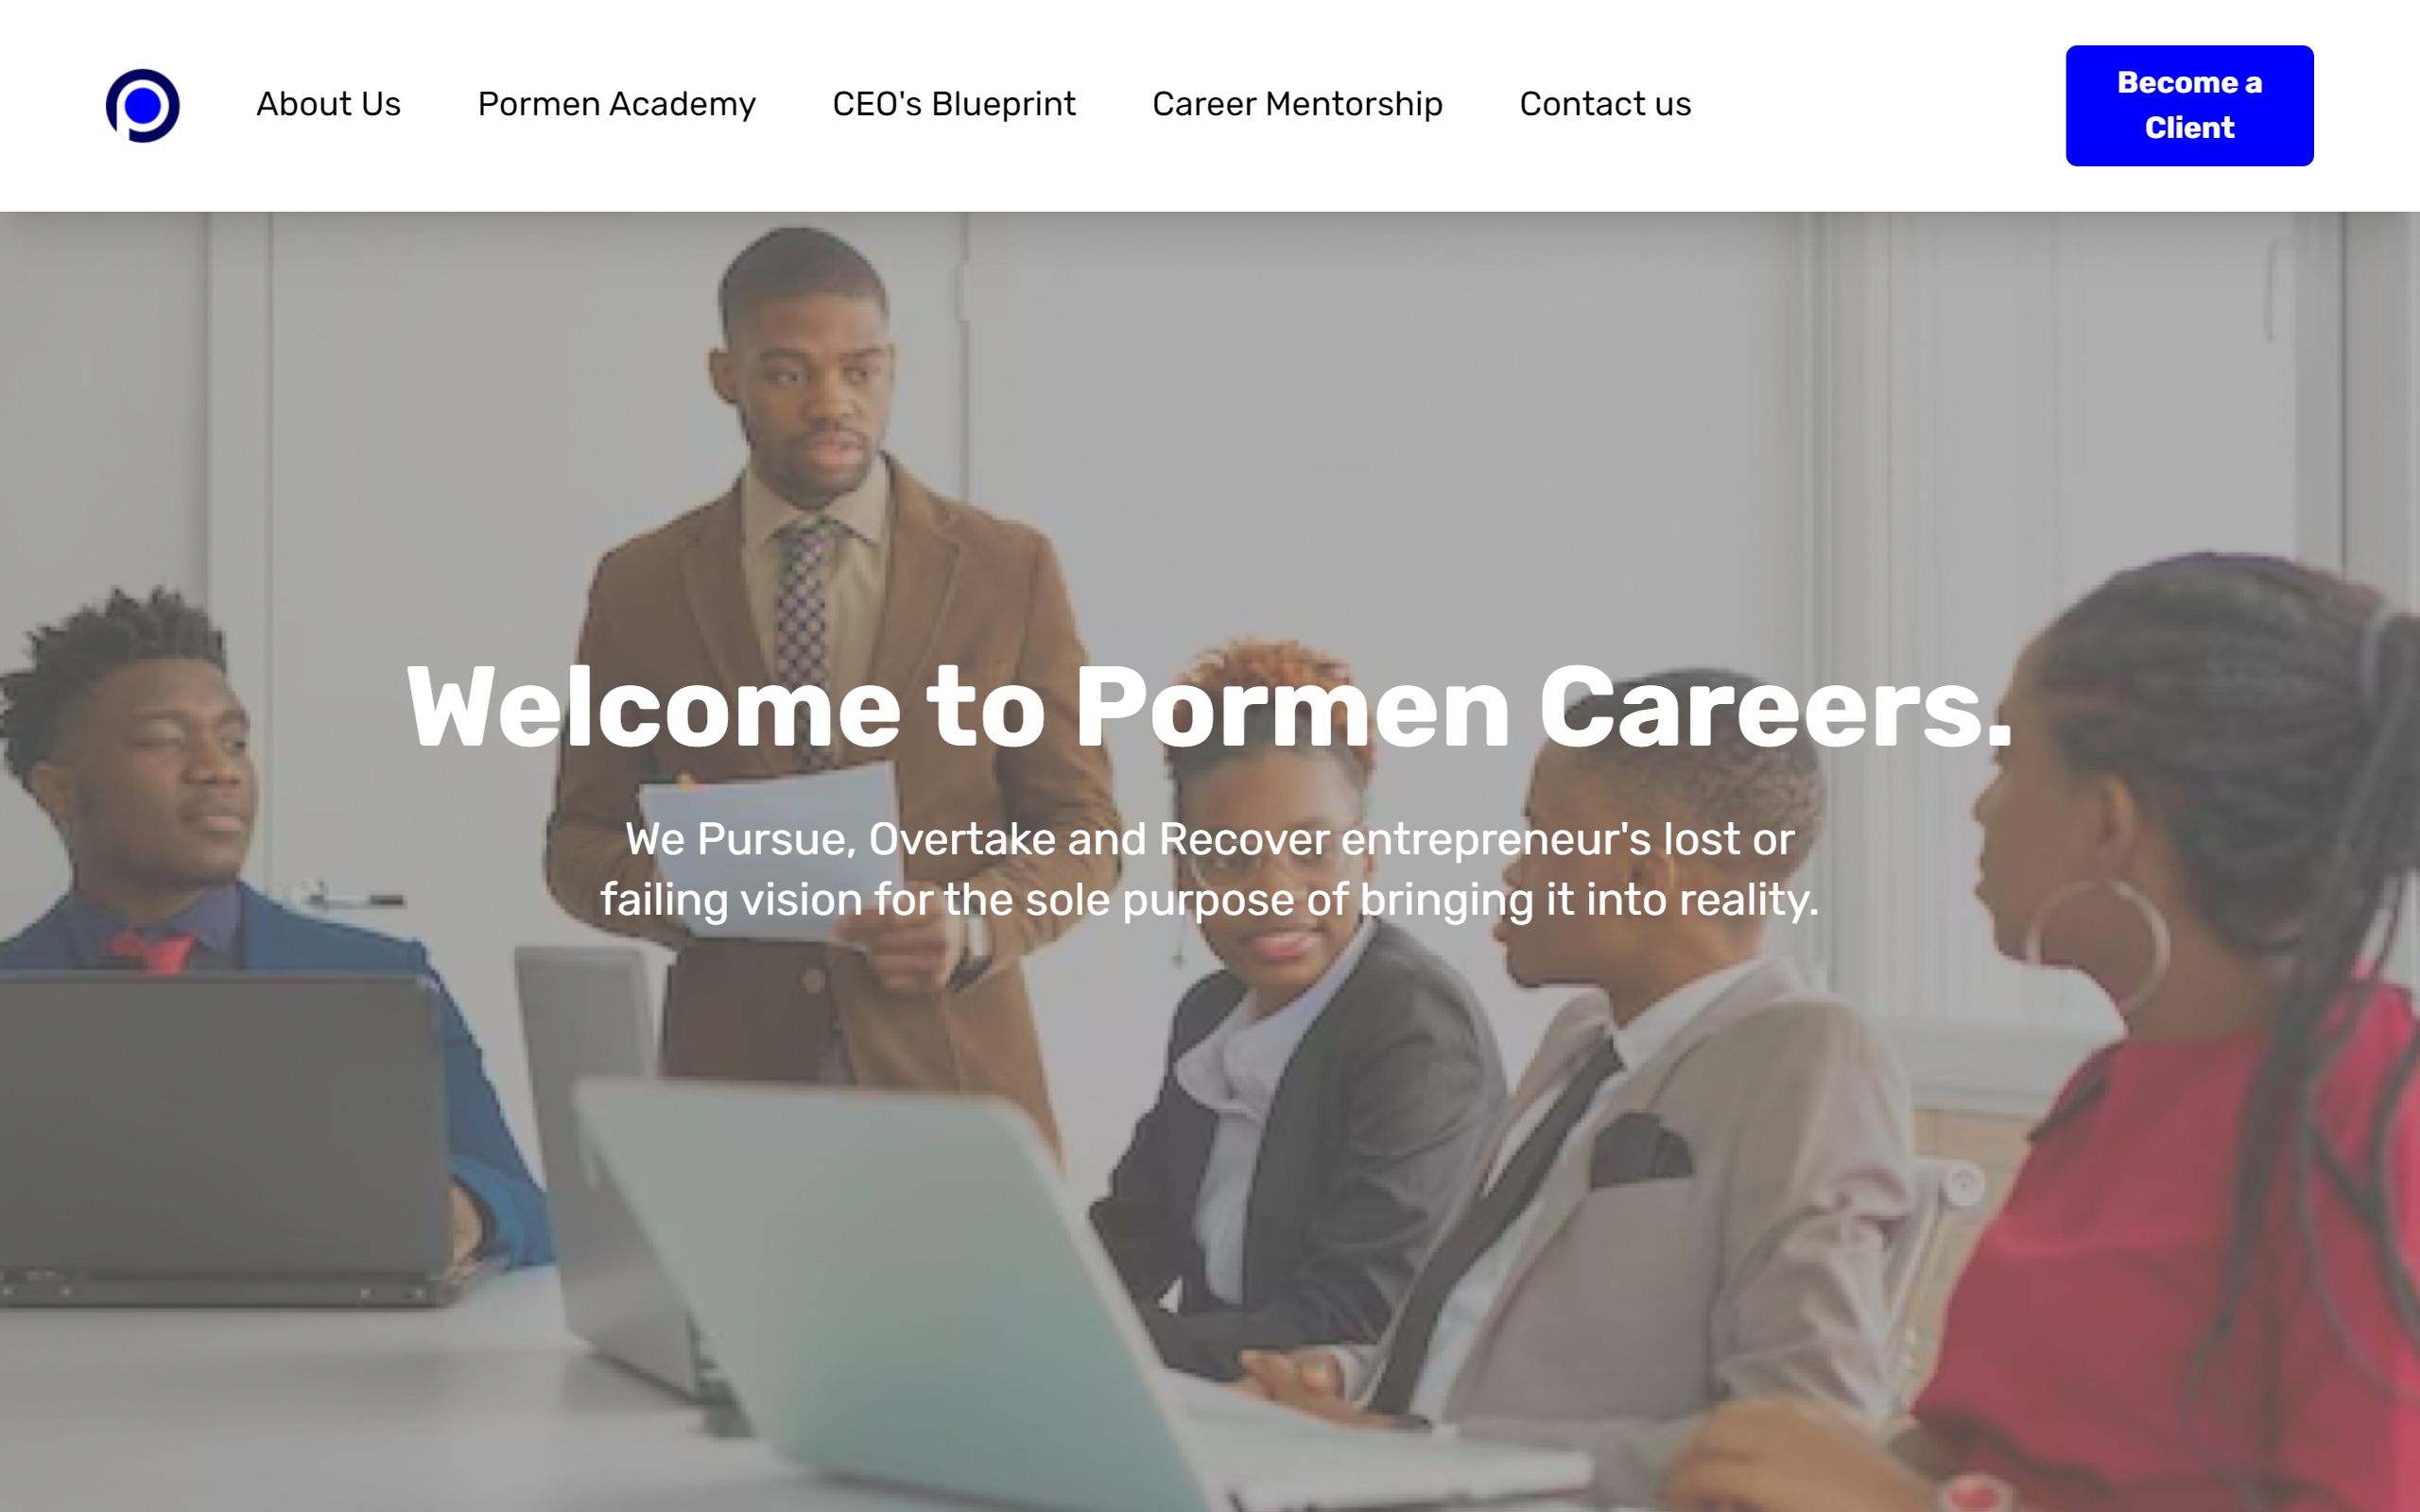 About Us
Pormen Academy
CEO's Blueprint
Career Mentorship
Contact us
Become a
Client
Welcome to Pormen Careers.
We Pursue, Overtake and Recover entrepreneur's lost or
failing vision for the sole purpose of bringing it into reality.